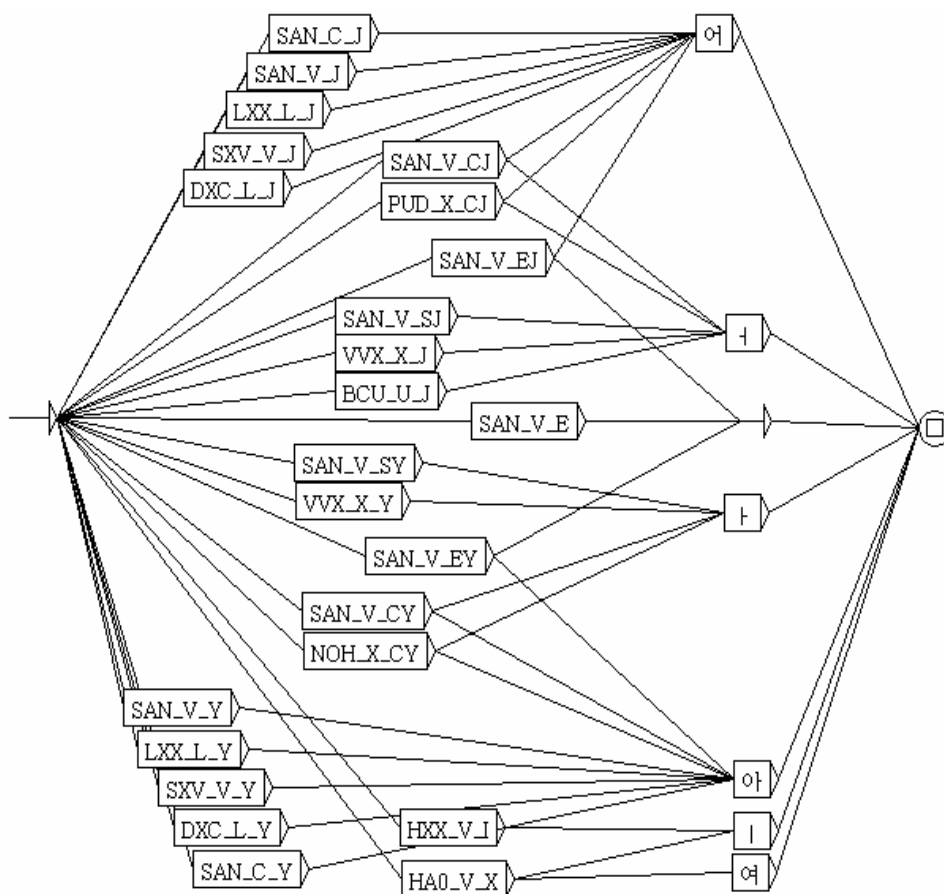 SAN_C_J
어
SAN_V_J
LXX_L_J
SXV_V_J
SAN_V_CJ
DXC_L_J
PUD_X_CJ
SAN_V_EJ
SAN_V_SJ
ㅓ
VVX_X_J
BCU_U_J
SAN_V_E
SAN_V_SY
VVX_X_Y
ㅏ
SAN_V_EY
SAN_V_CY
NOH_X_CY
SAN_V_Y
LXX_L_Y
아
SXV_V_Y
DXC_L_Y
HXX_V_I
ㅣ
SAN_C_Y
HA0_V_X
여